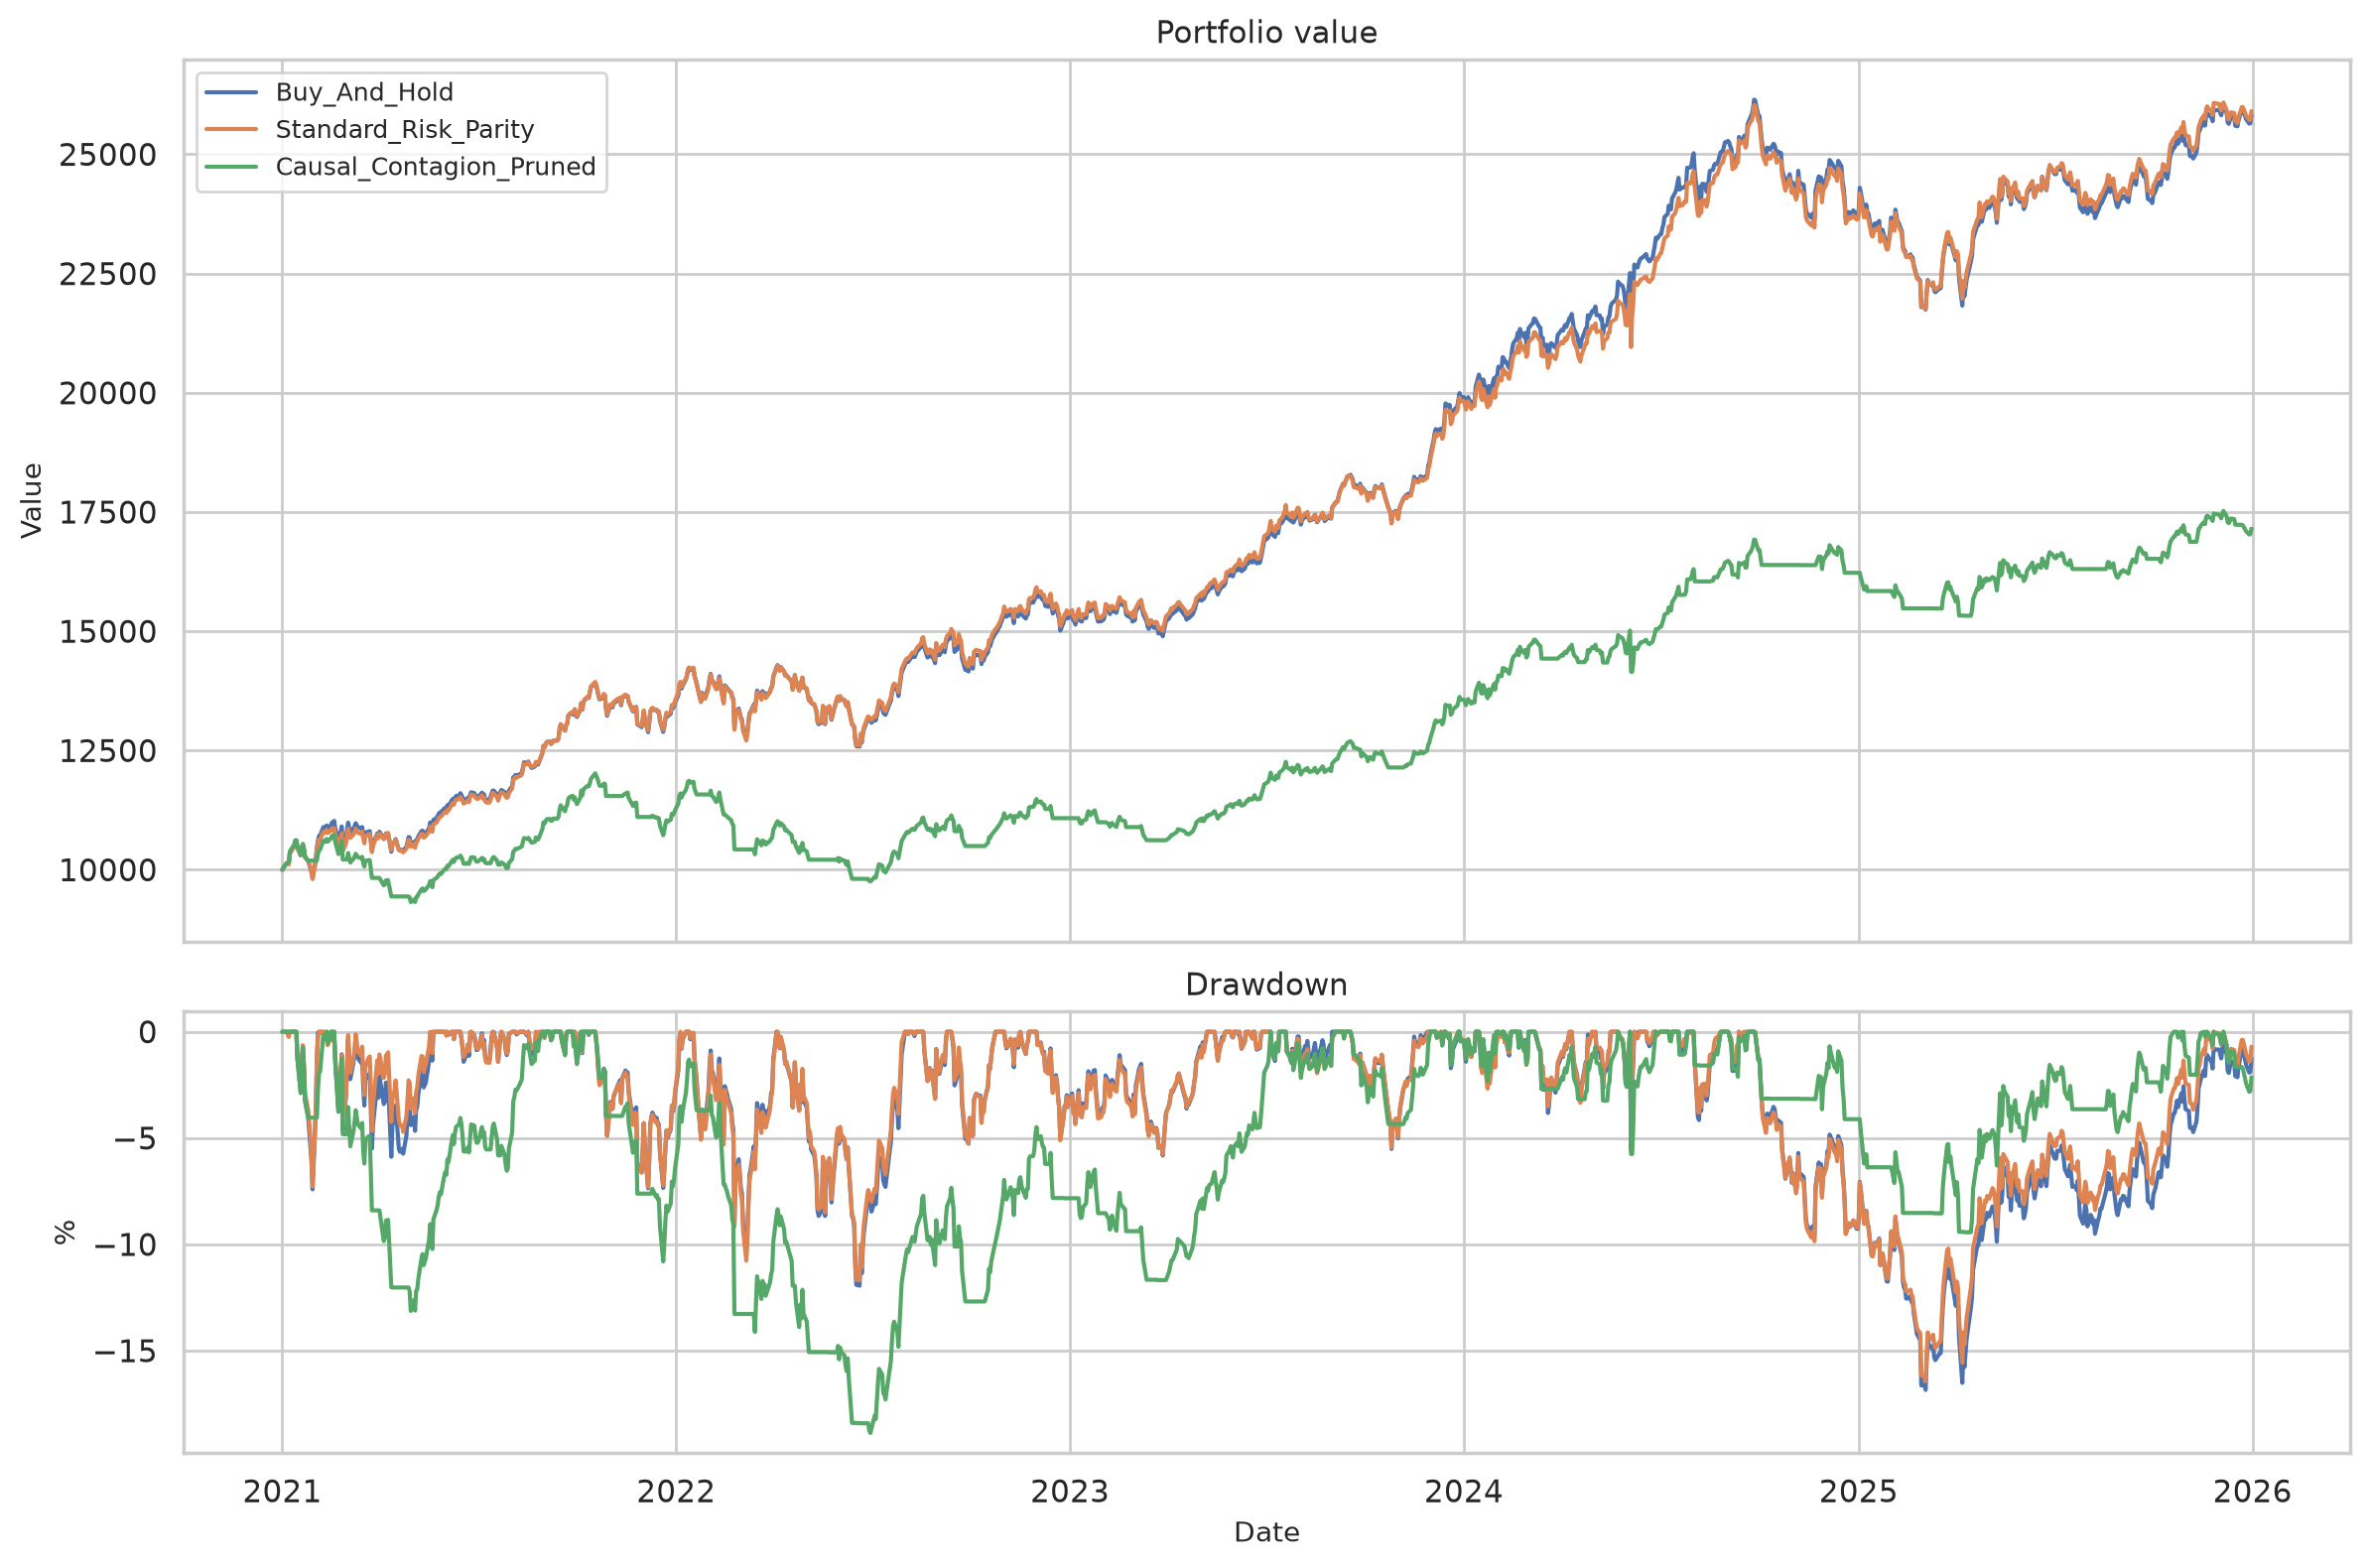 Portfolio value
Buy_And_Hold
Standard_Risk_Parity
Causal_Contagion_Pruned
25000
22500
20000
17500
15000
12500
10000
Value
Drawdown
0
−5
−10
−15
%
2021 2022 2023 2024 2025 2026
Date